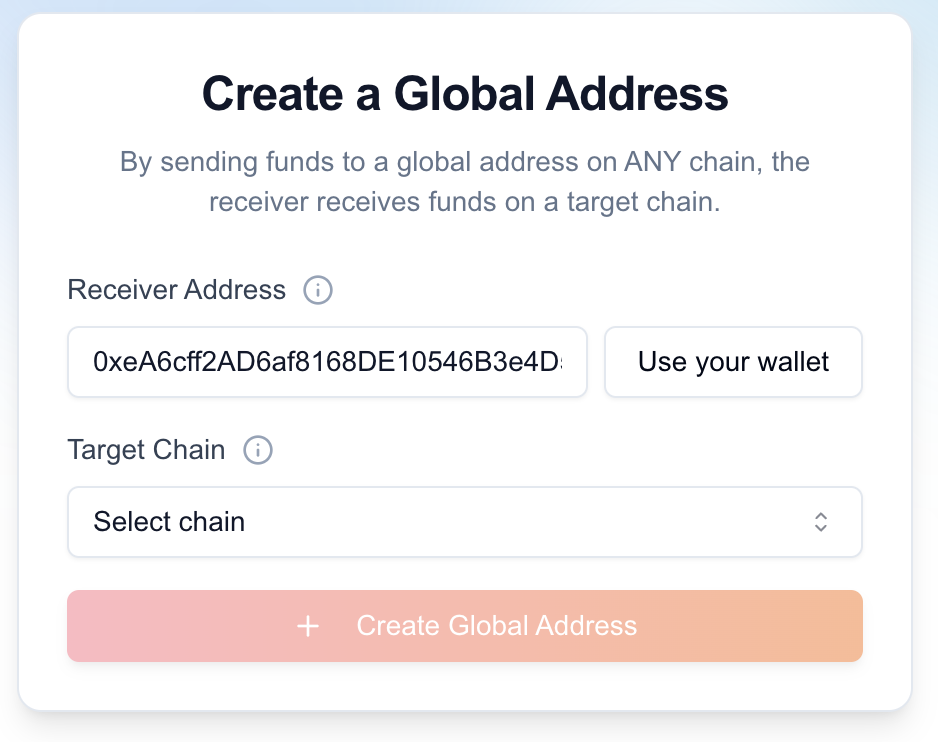 Create a Global Address
By sending funds to a global address on ANY chain, the
receiver receives funds on a target chain.
Receiver Address
0xeA6cff2AD6af8168DE10546B3e4D
Use your wallet
Target Chain
Select chain
+ Create Global Address